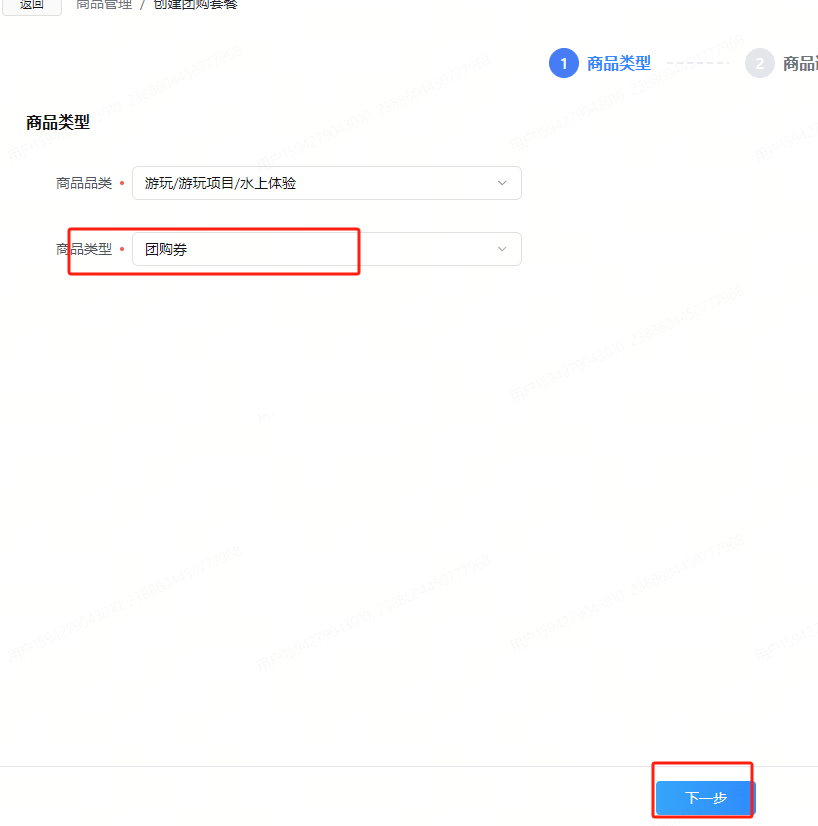 返回 商品管理 / 创建团购套餐
1 商品类型 2 商品
商品类型
商品品类 • 游玩/游玩项目/水上体验
商品类型 • 团购券
下一步